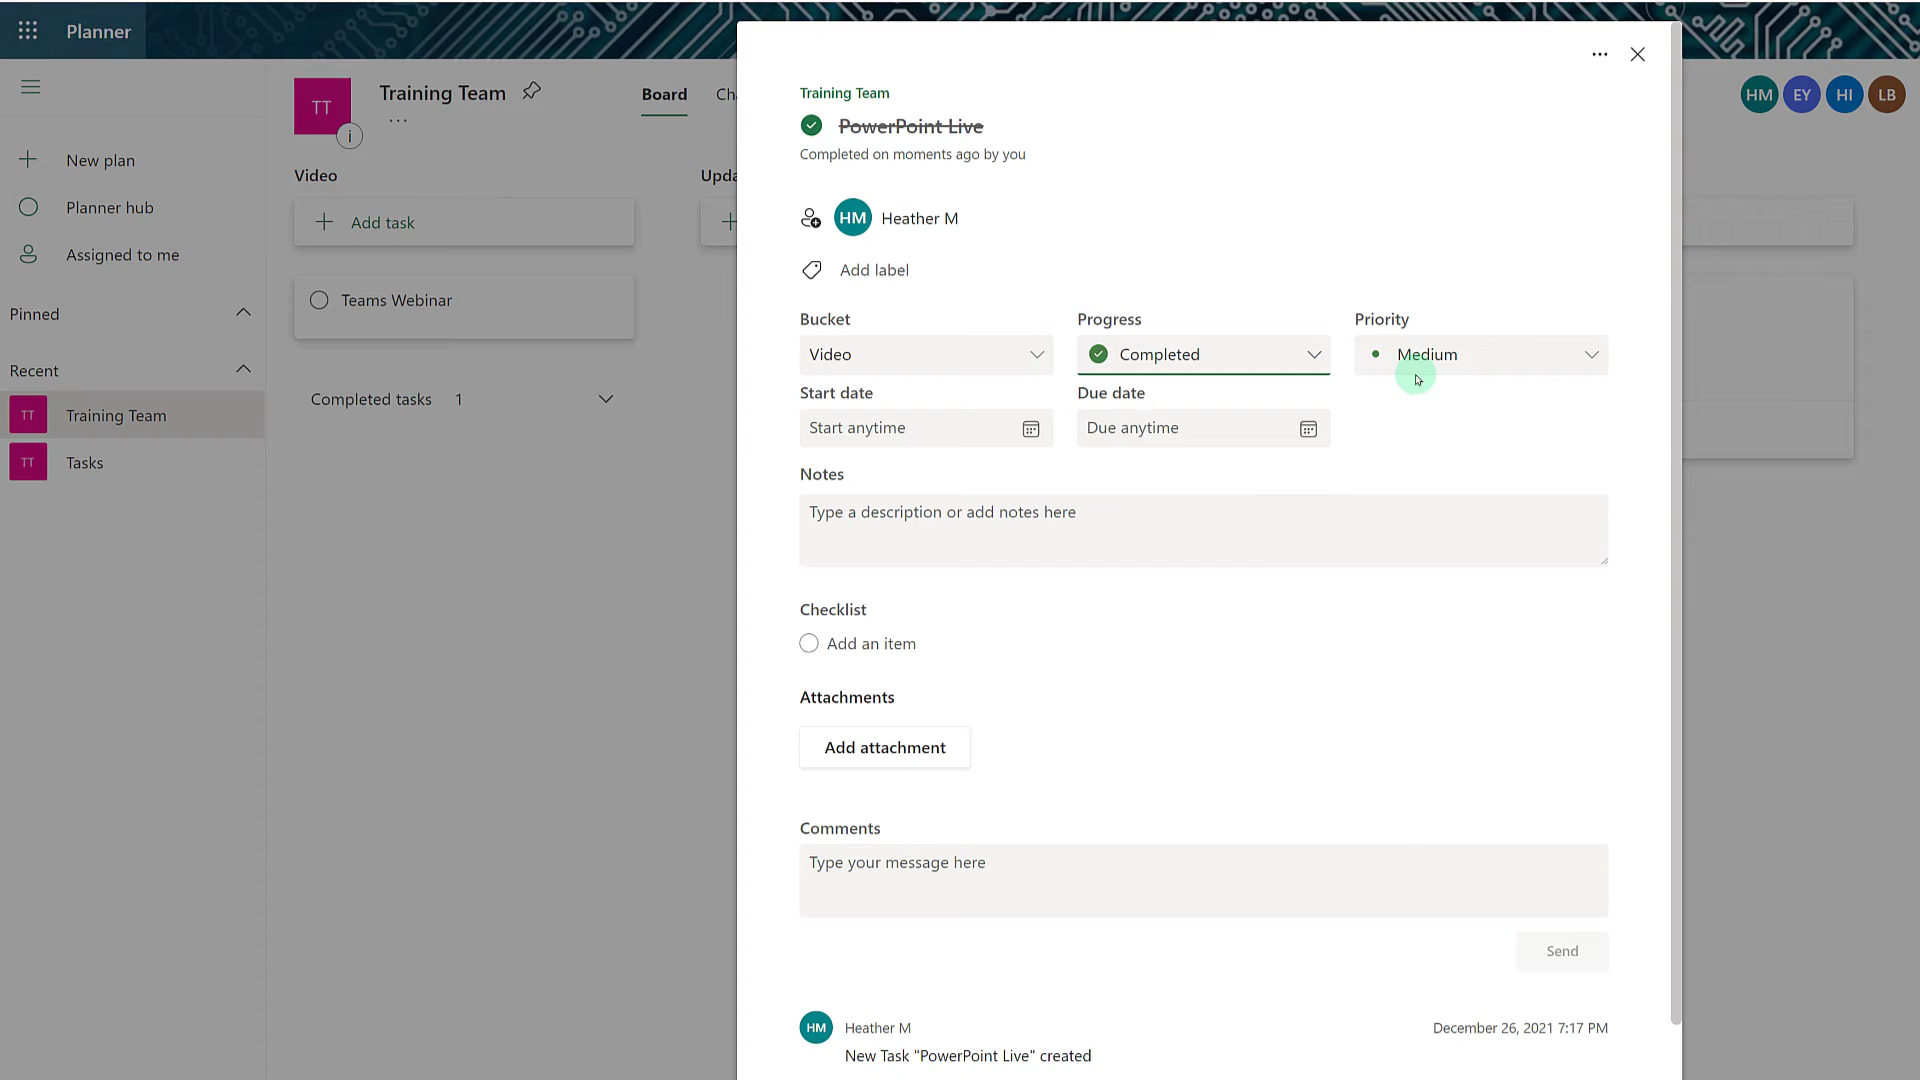 Planner
Training Team
Board
Cha
HM
EY
HI
LB
TT
i
New plan
Planner hub
Assigned to me
Pinned
Recent
TT
Training Team
TT
Tasks
Video
Upda
Add task
Teams Webinar
Completed tasks 1
Training Team
PowerPoint Live
Completed on moments ago by you
HM
Heather M
Add label
Bucket
Progress
Priority
Video
Completed
Medium
Start date
Due date
Start anytime
Due anytime
Notes
Type a description or add notes here
Checklist
Add an item
Attachments
Add attachment
Comments
Type your message here
Send
HM
Heather M
December 26, 2021 7:17 PM
New Task "PowerPoint Live" created